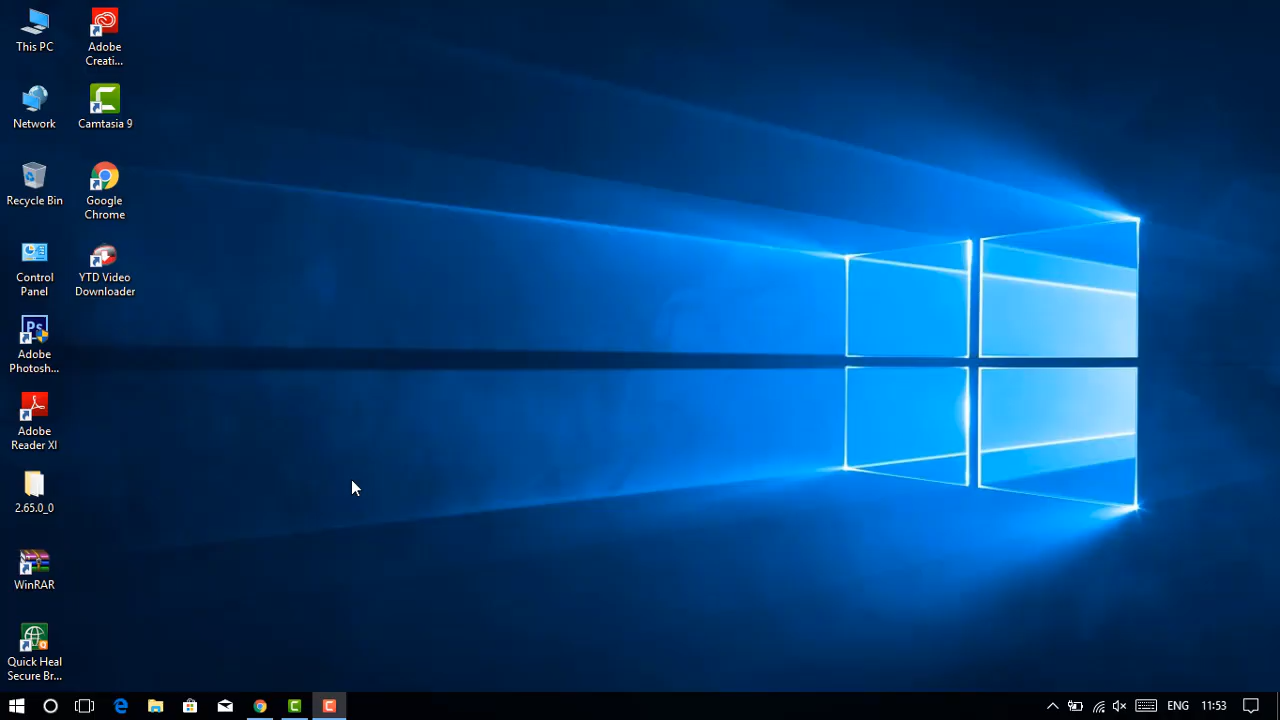 This PC
Adobe
Creati...
Network
Camtasia 9
Recycle Bin
Google
Chrome
Control
Panel
YTD Video
Downloader
Ps
Adobe
Photosh...
Adobe
Reader XI
2.65.0_0
WinRAR
Quick Heal
Secure Br...
ENG
11:53